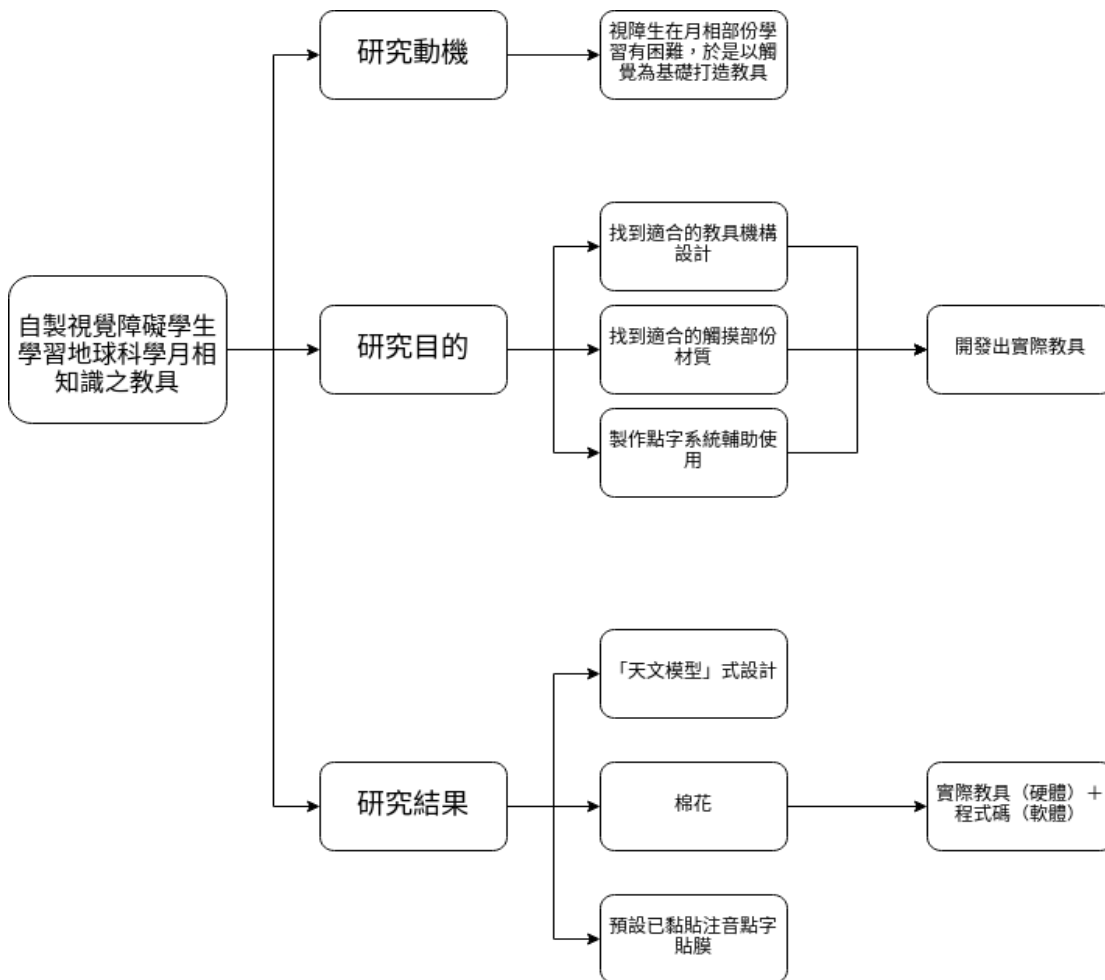 自製視覺障礙學生
學習地球科學月相
知識之教具
研究動機
視障生在月相部份學
習有困難，於是以觸
覺為基礎打造教具
研究目的
找到適合的教具機構
設計
找到適合的觸摸部份
材質
製作點字系統輔助使
用
開發出實際教具
研究結果
「天文模型」式設計
棉花
預設已黏貼注音點字
貼膜
實際教具（硬體）＋
程式碼（軟體）